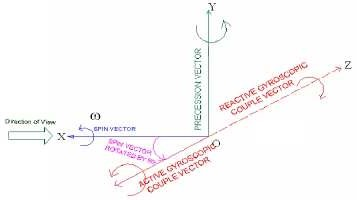 Y
PRECESSION VECTOR
Z
REACTIVE GYROSCOPIC
COUPLE VECTOR
Direction of View
X
ω
SPIN VECTOR
SPIN VECTOR
ROTATED BY
O
ACTIVE GYROSCOPIC
COUPLE VECTOR